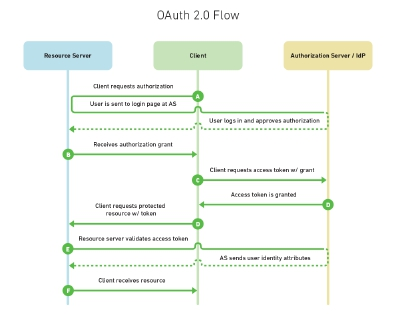 OAuth 2.0 Flow
Resource Server
Client
Authorization Server / IdP
Client requests authorization
A
User is sent to login page at AS
User logs in and approves authorization
Receives authorization grant
B
Client requests access token w/ grant
C
Access token is granted
D
Client requests protected
resource w/ token
D
Resource server validates access token
E
AS sends user identity attributes
Client receives resource
F